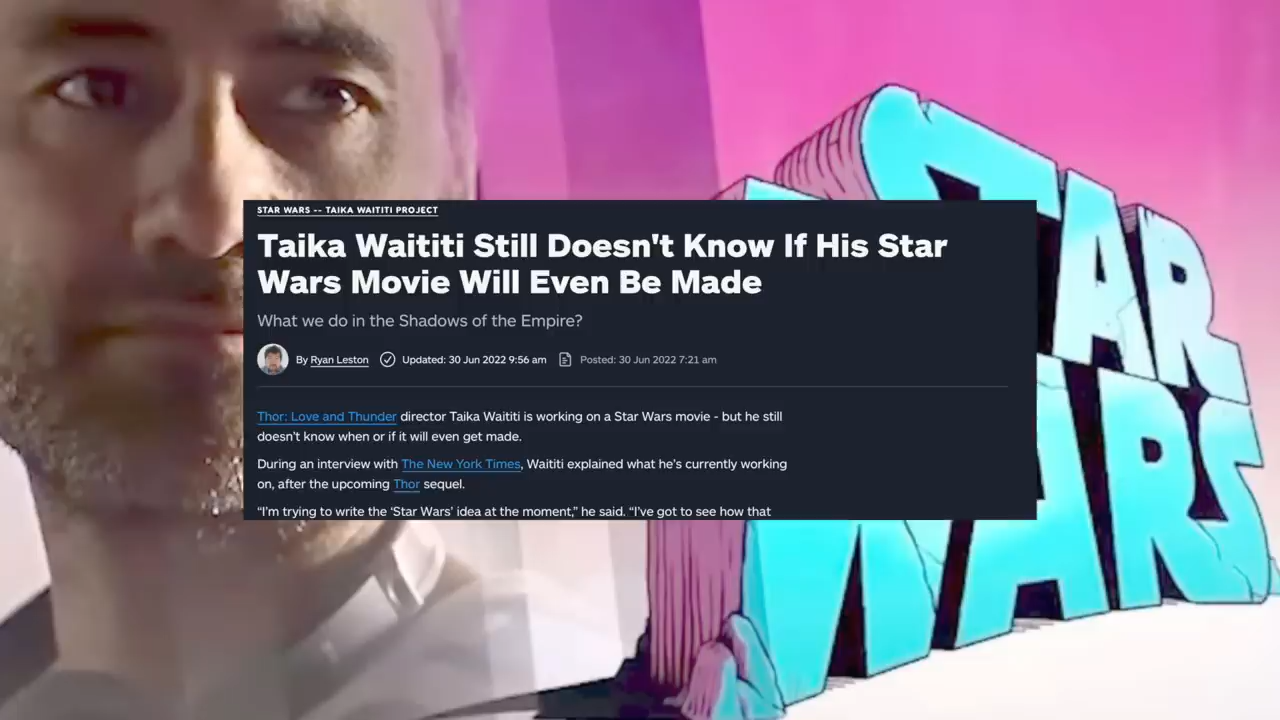 STAR WARS -- TAIKA WAITITI PROJECT
Taika Waititi Still Doesn't Know If His Star
Wars Movie Will Even Be Made
What we do in the Shadows of the Empire?
By Ryan Leston Updated: 30 Jun 2022 9:56 am Posted: 30 Jun 2022 7:21 am
Thor: Love and Thunder director Taika Waititi is working on a Star Wars movie - but he still
doesn't know when or if it will even get made.
During an interview with The New York Times, Waititi explained what he's currently working
on, after the upcoming Thor sequel.
“I'm trying to write the ‘Star Wars’ idea at the moment,” he said. “I've got to see how that
STAR
WARS